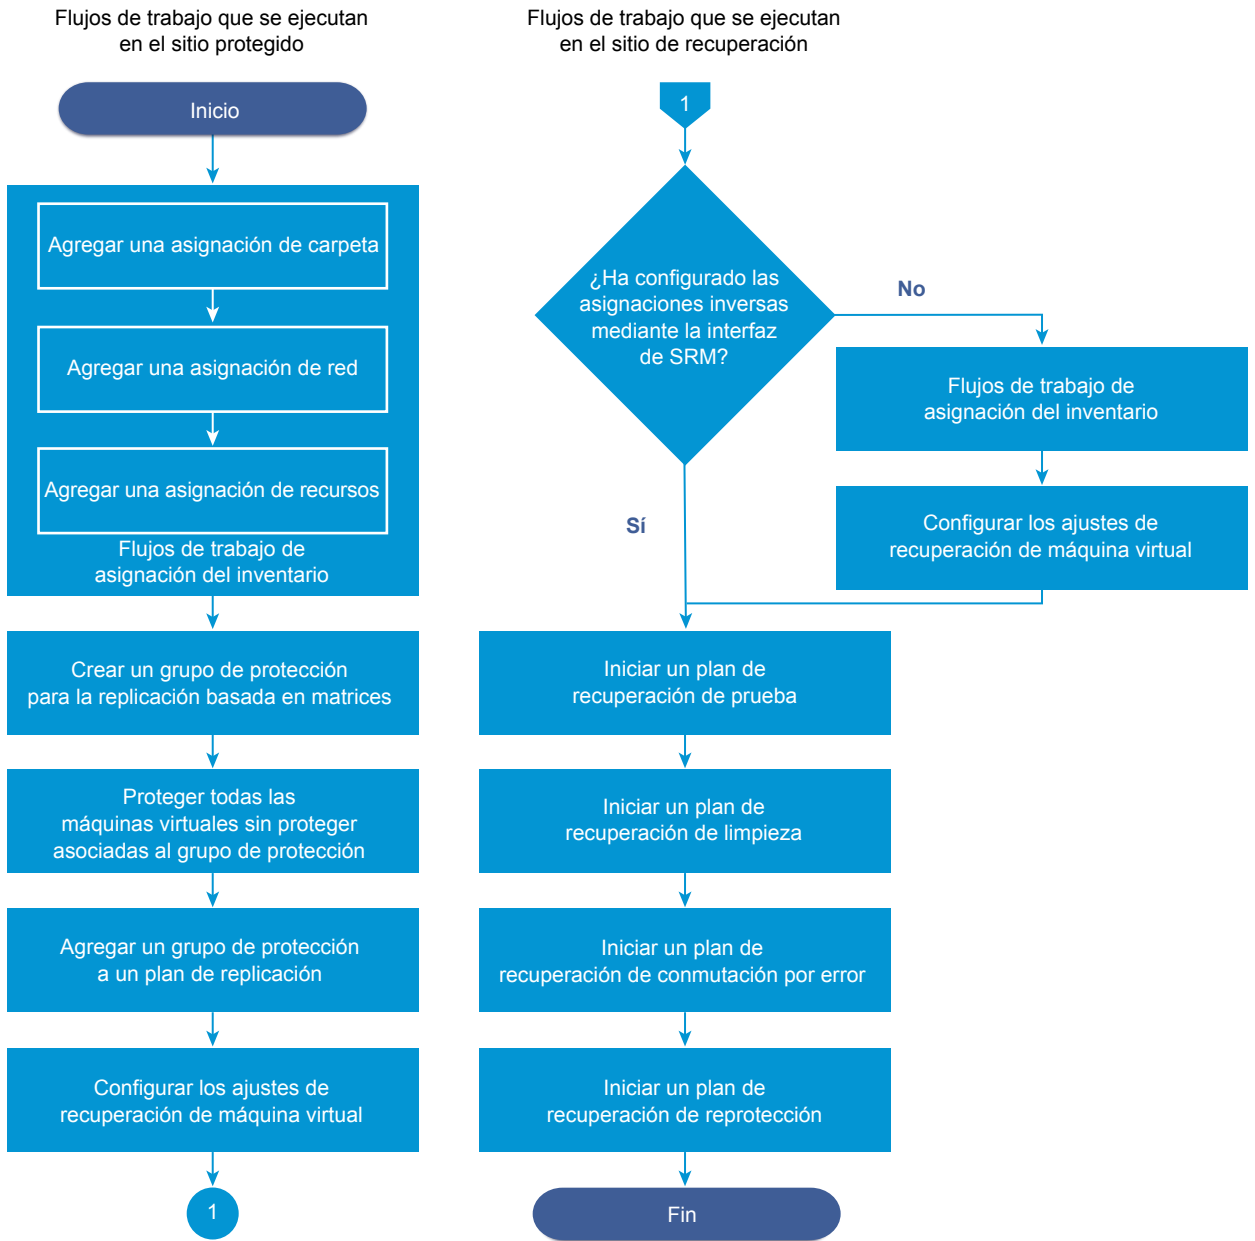 Flujos de trabajo que se ejecutan
en el sitio protegido
Inicio
Agregar una asignación de carpeta
Agregar una asignación de red
Agregar una asignación de recursos
Flujos de trabajo de
asignación del inventario
Crear un grupo de protección
para la replicación basada en matrices
Proteger todas las
máquinas virtuales sin proteger
asociadas al grupo de protección
Agregar un grupo de protección
a un plan de replicación
Configurar los ajustes de
recuperación de máquina virtual
1
Flujos de trabajo que se ejecutan
en el sitio de recuperación
1
¿Ha configurado las
asignaciones inversas
mediante la interfaz
de SRM?
No
Flujos de trabajo de
asignación del inventario
Configurar los ajustes de
recuperación de máquina virtual
Sí
Iniciar un plan de
recuperación de prueba
Iniciar un plan de
recuperación de limpieza
Iniciar un plan de
recuperación de conmutación por error
Iniciar un plan de
recuperación de reprotección
Fin